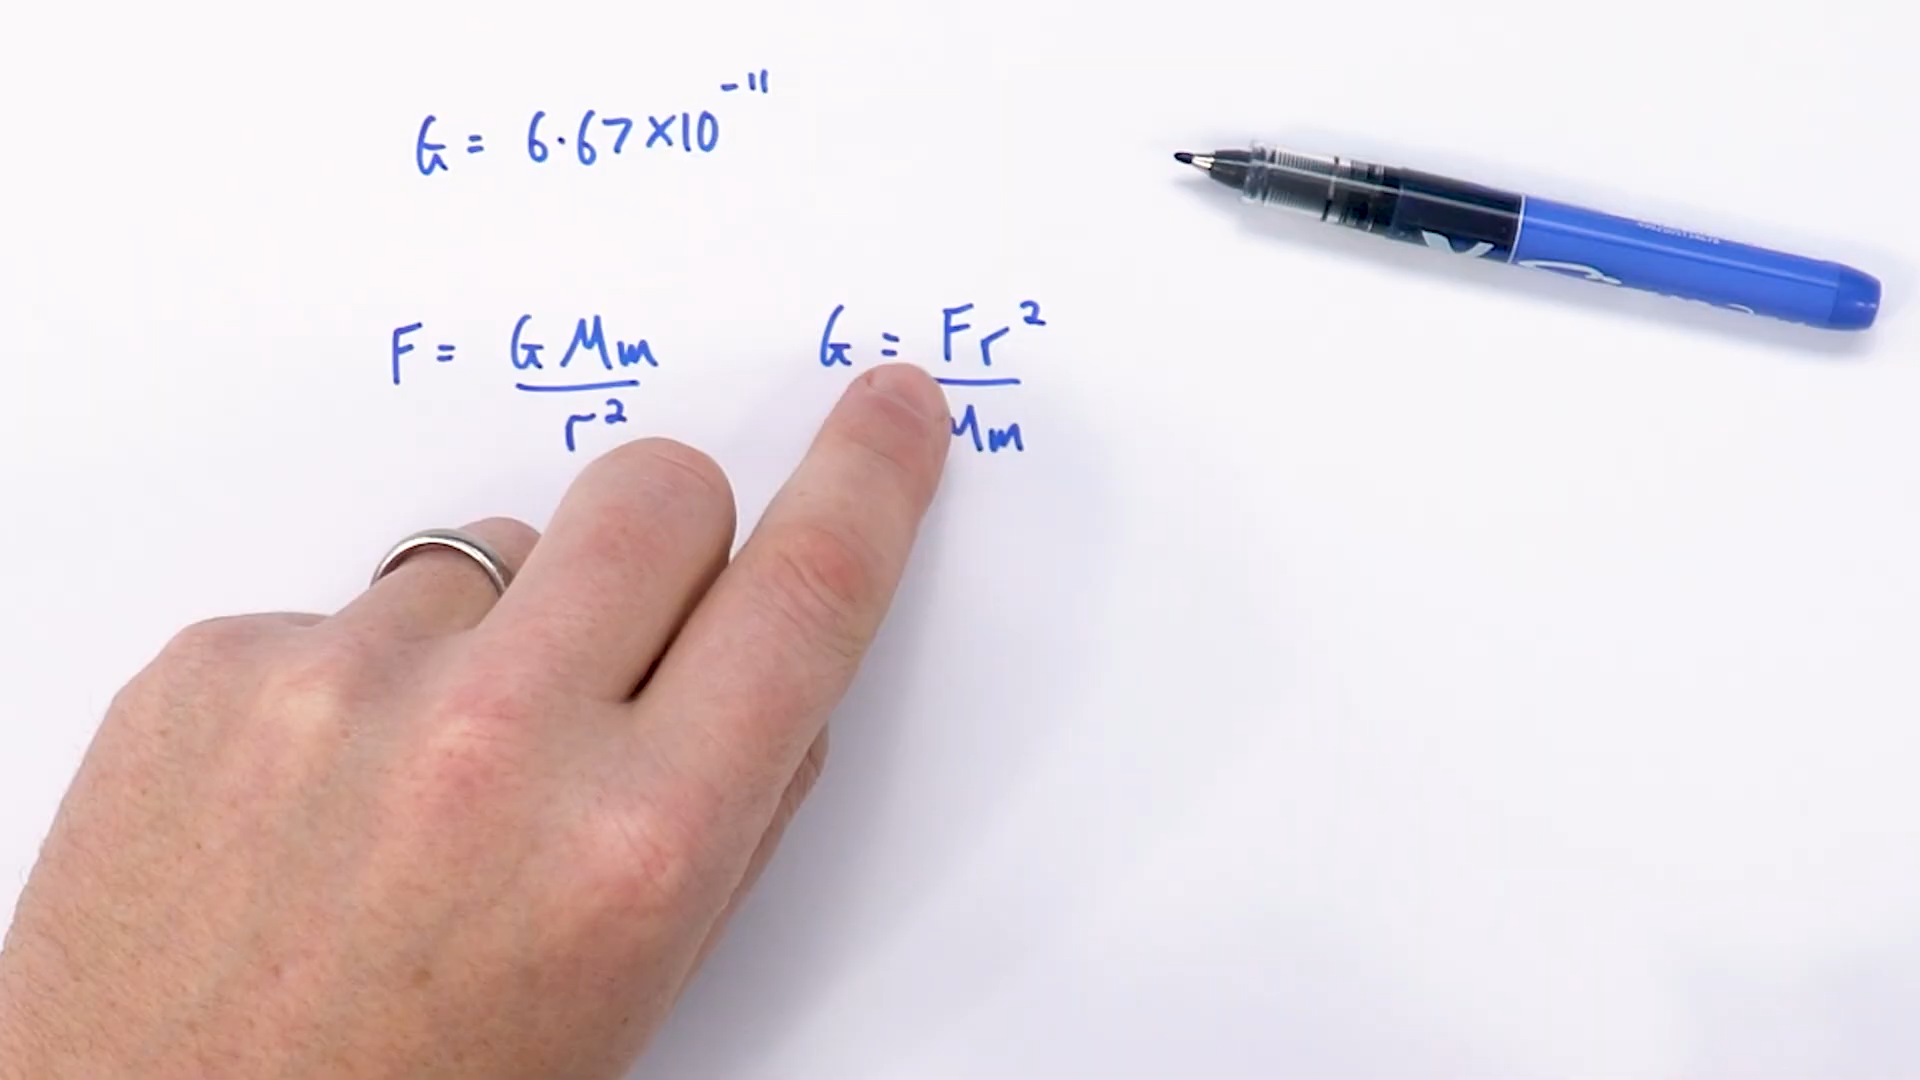 G = 6.67×10⁻¹¹
F = GMm/r² G = Fr²/Mm
V